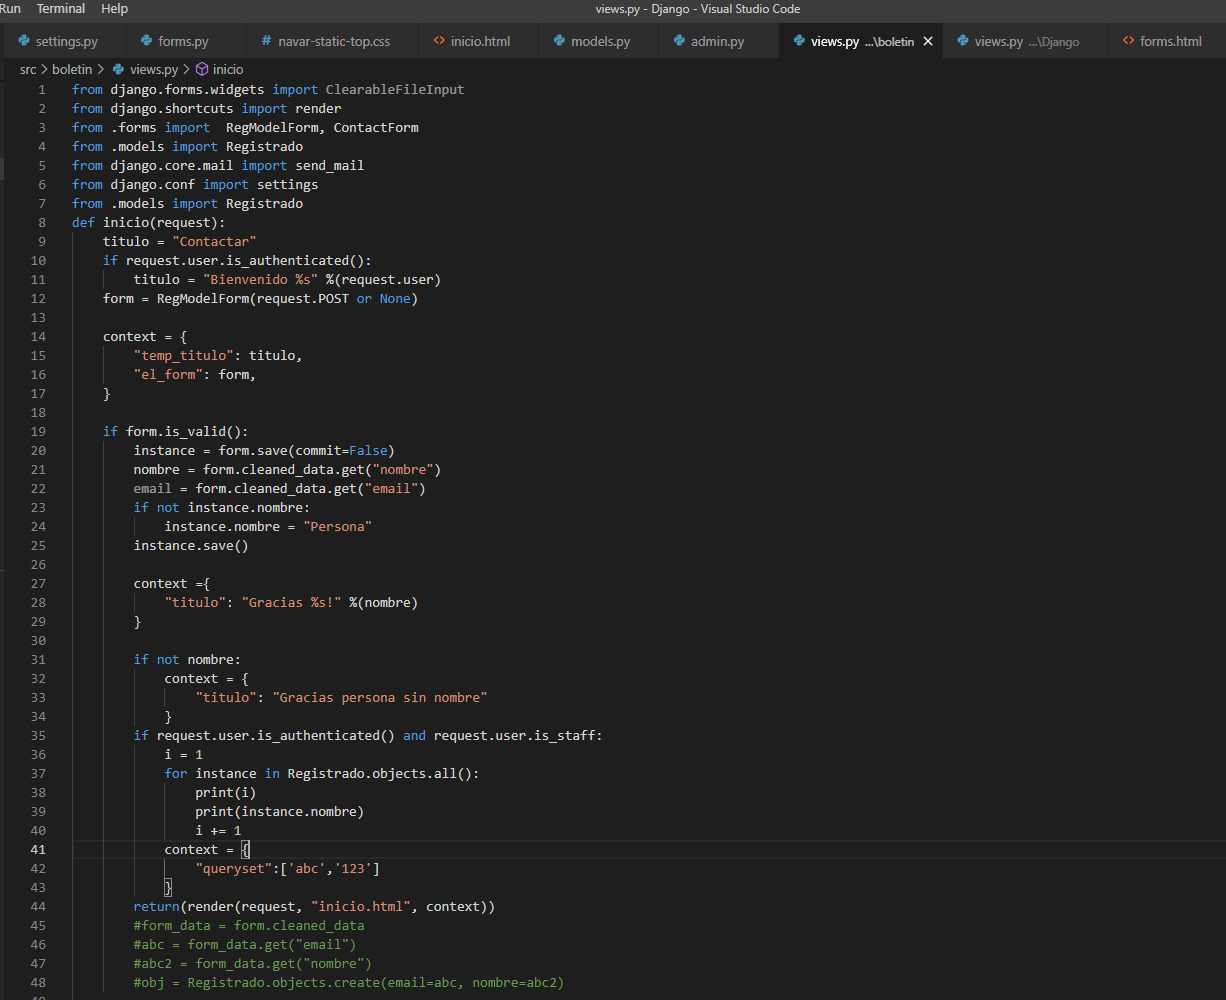 Run Terminal Help views.py - Django - Visual Studio Code
settings.py forms.py # navar-static-top.css <> inicio.html models.py admin.py views.py ...\boletin × views.py ...\Django <> forms.html
src > boletin > views.py > inicio
1 from django.forms.widgets import ClearableFileInput
2 from django.shortcuts import render
3 from .forms import  RegModelForm, ContactForm
4 from .models import Registrado
5 from django.core.mail import send_mail
6 from django.conf import settings
7 from .models import Registrado
8 def inicio(request):
9     titulo = "Contactar"
10     if request.user.is_authenticated():
11         titulo = "Bienvenido %s" %(request.user)
12     form = RegModelForm(request.POST or None)
13
14     context = {
15         "temp_titulo": titulo,
16         "el_form": form,
17     }
18
19     if form.is_valid():
20         instance = form.save(commit=False)
21         nombre = form.cleaned_data.get("nombre")
22         email = form.cleaned_data.get("email")
23         if not instance.nombre:
24             instance.nombre = "Persona"
25         instance.save()
26
27         context ={
28             "titulo": "Gracias %s!" %(nombre)
29         }
30
31         if not nombre:
32             context = {
33                 "titulo": "Gracias persona sin nombre"
34             }
35         if request.user.is_authenticated() and request.user.is_staff:
36             i = 1
37             for instance in Registrado.objects.all():
38                 print(i)
39                 print(instance.nombre)
40                 i += 1
41             context = {
42                 "queryset":['abc','123']
43             }
44         return(render(request, "inicio.html", context))
45         #form_data = form.cleaned_data
46         #abc = form_data.get("email")
47         #abc2 = form_data.get("nombre")
48         #obj = Registrado.objects.create(email=abc, nombre=abc2)